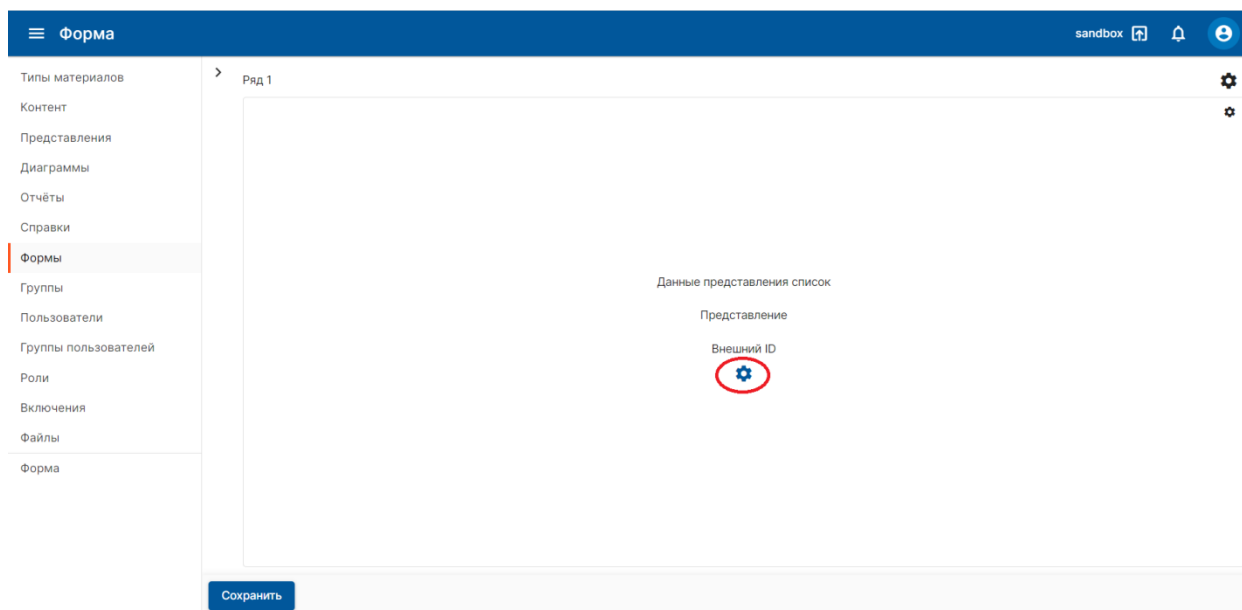 Форма
sandbox
Типы материалов
Контент
Представления
Диаграммы
Отчёты
Справки
Формы
Группы
Пользователи
Группы пользователей
Роли
Включения
Файлы
Форма
Ряд 1
Данные представления список
Представление
Внешний ID
Сохранить